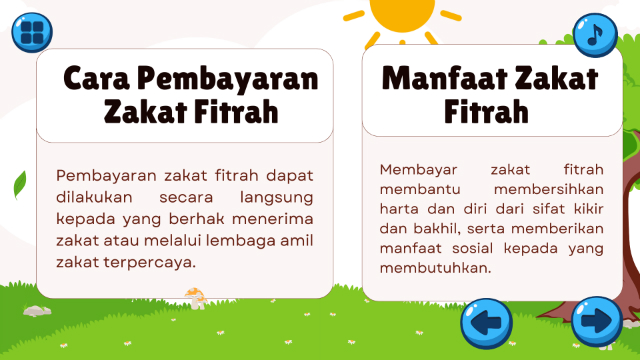 Cara Pembayaran
Zakat Fitrah
Pembayaran zakat fitrah dapat
dilakukan secara langsung
kepada yang berhak menerima
zakat atau melalui lembaga amil
zakat terpercaya.
Manfaat Zakat
Fitrah
Membayar zakat fitrah
membantu membersihkan
harta dan diri dari sifat kikir
dan bakhil, serta memberikan
manfaat sosial kepada yang
membutuhkan.